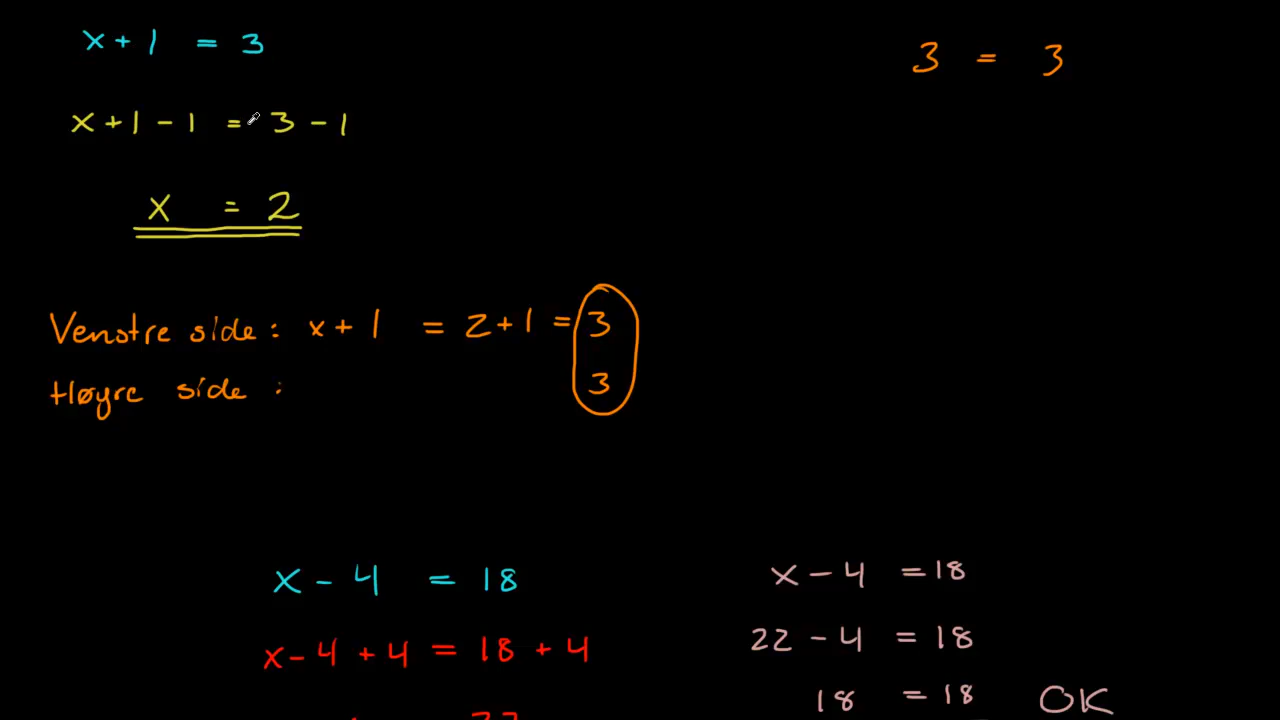 x + 1 = 3
3 = 3
x + 1 - 1 = 3 - 1
x = 2
Venstre side: x + 1 = 2 + 1 = 3
Høyre side : 3
x - 4 = 18
x - 4 + 4 = 18 + 4
x - 4 = 18
22 - 4 = 18
18 = 18 OK